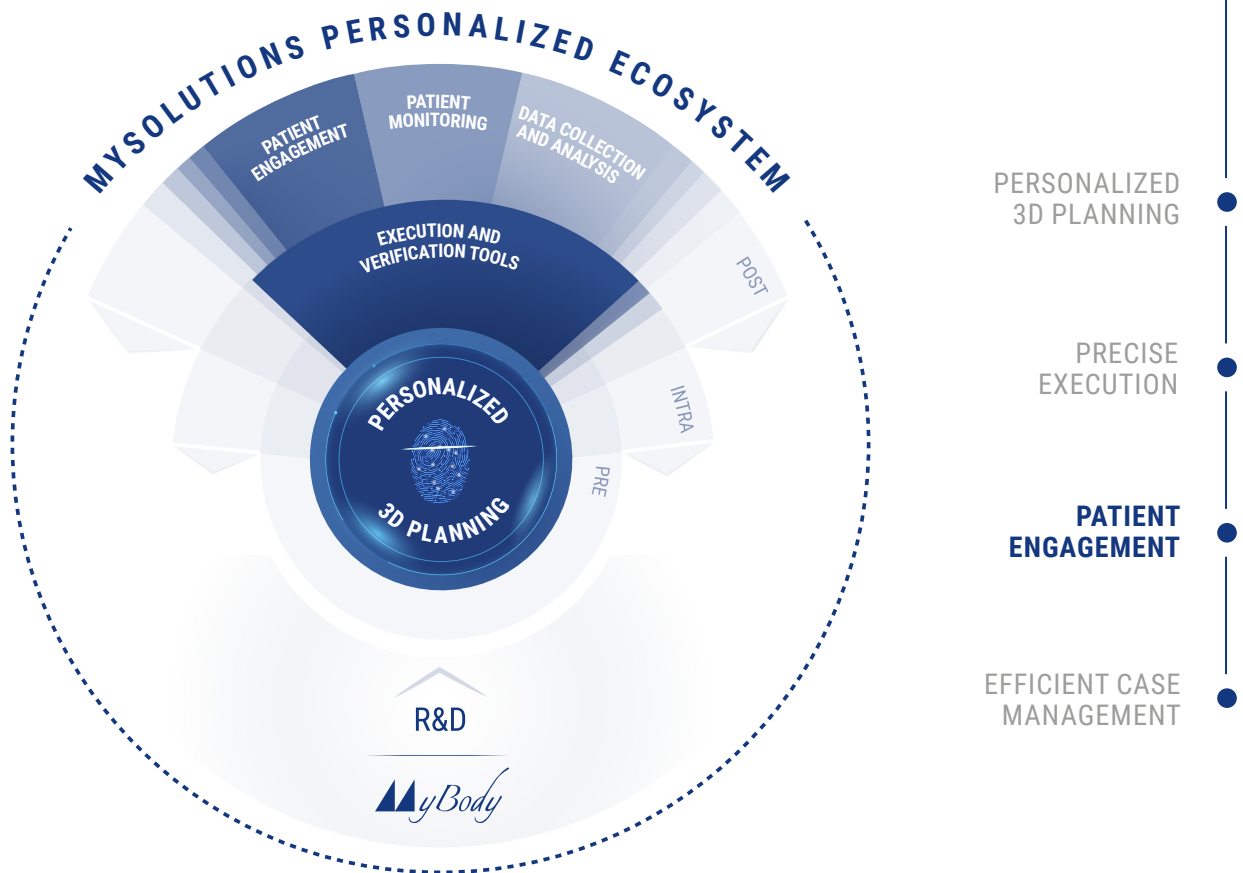 MYSOLUTIONS PERSONALIZED ECOSYSTEM
PATIENT
ENGAGEMENT
PATIENT
MONITORING
DATA COLLECTION
AND ANALYSIS
EXECUTION AND
VERIFICATION TOOLS
POST
INTRA
PRE
PERSONALIZED
3D PLANNING
R&D
MyBody
PERSONALIZED
3D PLANNING
PRECISE
EXECUTION
PATIENT
ENGAGEMENT
EFFICIENT CASE
MANAGEMENT